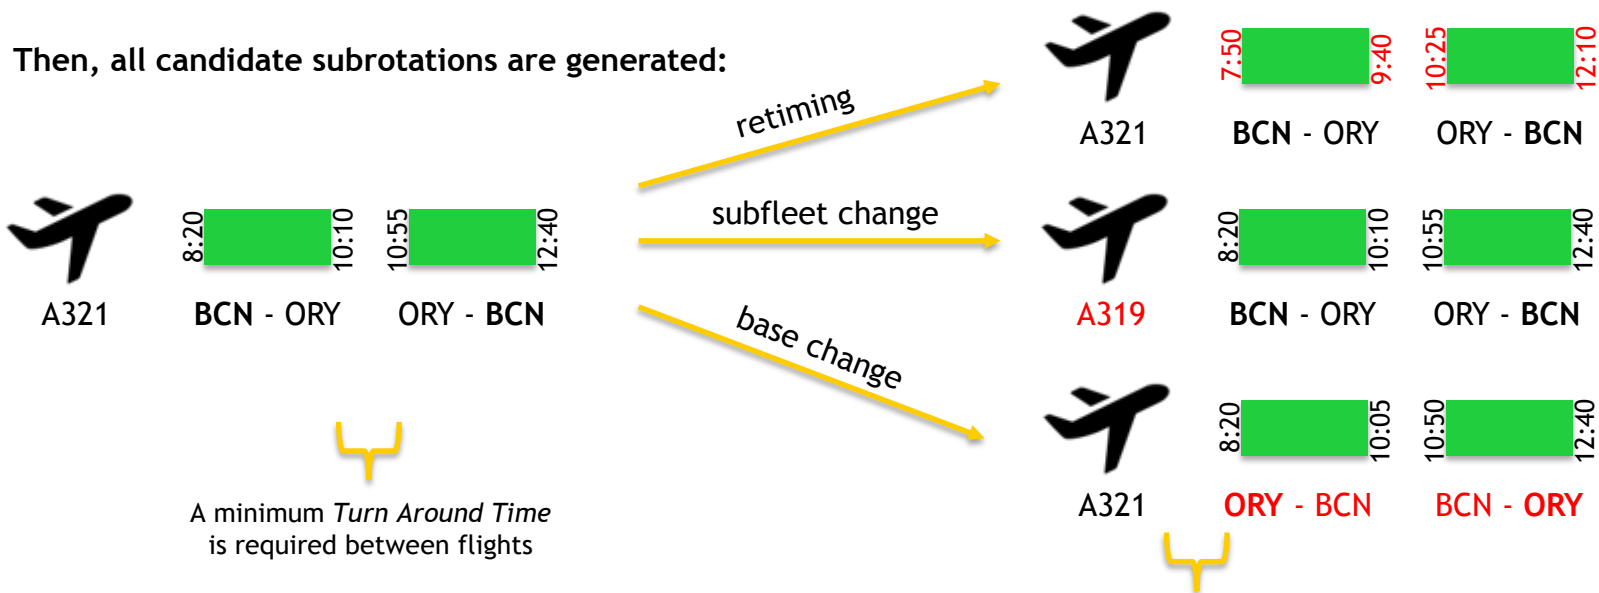 Then, all candidate subrotations are generated:
8:20
10:10
10:55
12:40
A321
BCN - ORY
ORY - BCN
A minimum Turn Around Time
is required between flights
retiming
subfleet change
base change
7:50
9:40
10:25
12:10
A321
BCN - ORY
ORY - BCN
8:20
10:10
10:55
12:40
A319
BCN - ORY
ORY - BCN
8:20
10:05
10:50
12:40
A321
ORY - BCN
BCN - ORY